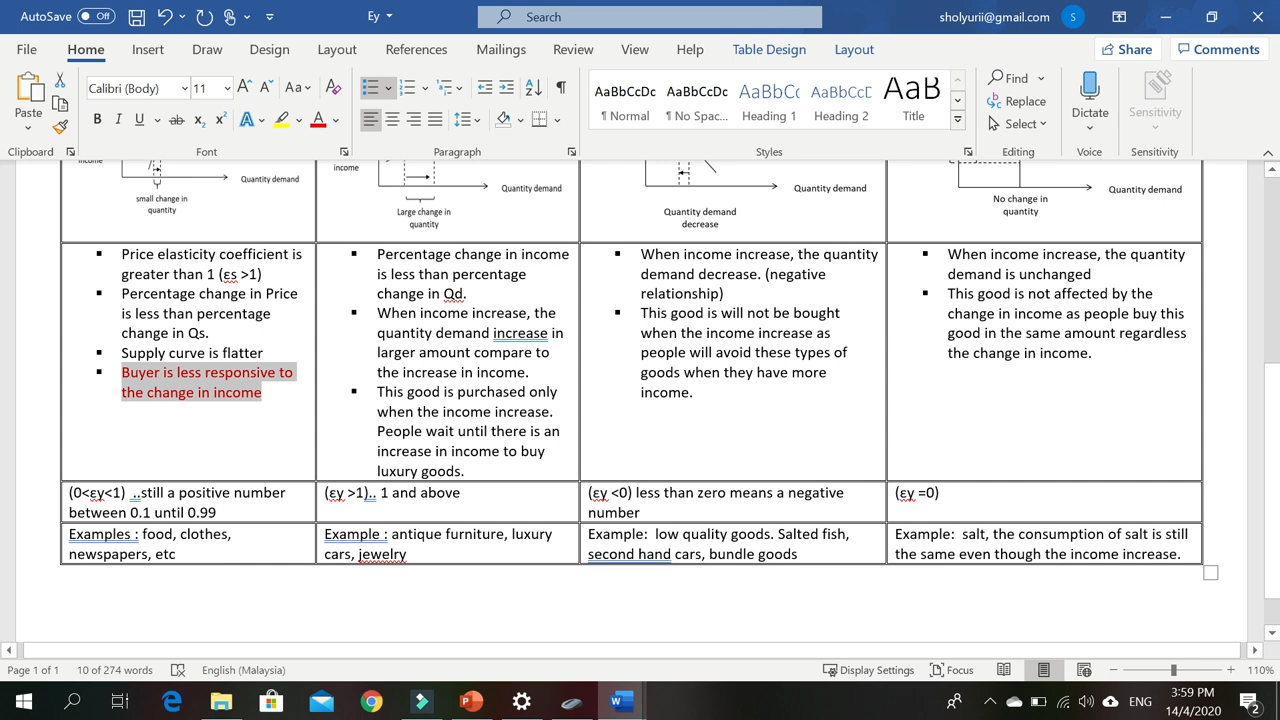 AutoSave Off Ey Search sholyurii@gmail.com S
File Home Insert Draw Design Layout References Mailings Review View Help Table Design Layout Share Comments
Paste Calibri (Body) 11 Aa AaBbCcDc AaBbCcDc AaBbCc AaBbCcD AaB Find Dictate Sensitivity
B I U ab x₂ x² A A ¶ Normal ¶ No Spac... Heading 1 Heading 2 Title Replace
Select
Clipboard Font Paragraph Styles Editing Voice Sensitivity
income
Quantity demand
small change in
quantity
income
Quantity demand
Large change in
quantity
Quantity demand
Quantity demand
decrease
Quantity demand
No change in
quantity
▪ Price elasticity coefficient is
greater than 1 (εs >1)
▪ Percentage change in Price
is less than percentage
change in Qs.
▪ Supply curve is flatter
▪ Buyer is less responsive to
the change in income
▪ Percentage change in income
is less than percentage
change in Qd.
▪ When income increase, the
quantity demand increase in
larger amount compare to
the increase in income.
▪ This good is purchased only
when the income increase.
People wait until there is an
increase in income to buy
luxury goods.
▪ When income increase, the quantity
demand decrease. (negative
relationship)
▪ This good is will not be bought
when the income increase as
people will avoid these types of
goods when they have more
income.
▪ When income increase, the quantity
demand is unchanged
▪ This good is not affected by the
change in income as people buy this
good in the same amount regardless
the change in income.
(0<εy<1) ..still a positive number
between 0.1 until 0.99
(εy >1).. 1 and above
(εy <0) less than zero means a negative
number
(εy =0)
Examples : food, clothes,
newspapers, etc
Example : antique furniture, luxury
cars, jewelry
Example: low quality goods. Salted fish,
second hand cars, bundle goods
Example: salt, the consumption of salt is still
the same even though the income increase.
Page 1 of 1 10 of 274 words English (Malaysia) Display Settings Focus 110%
ENG 3:59 PM
14/4/2020 2